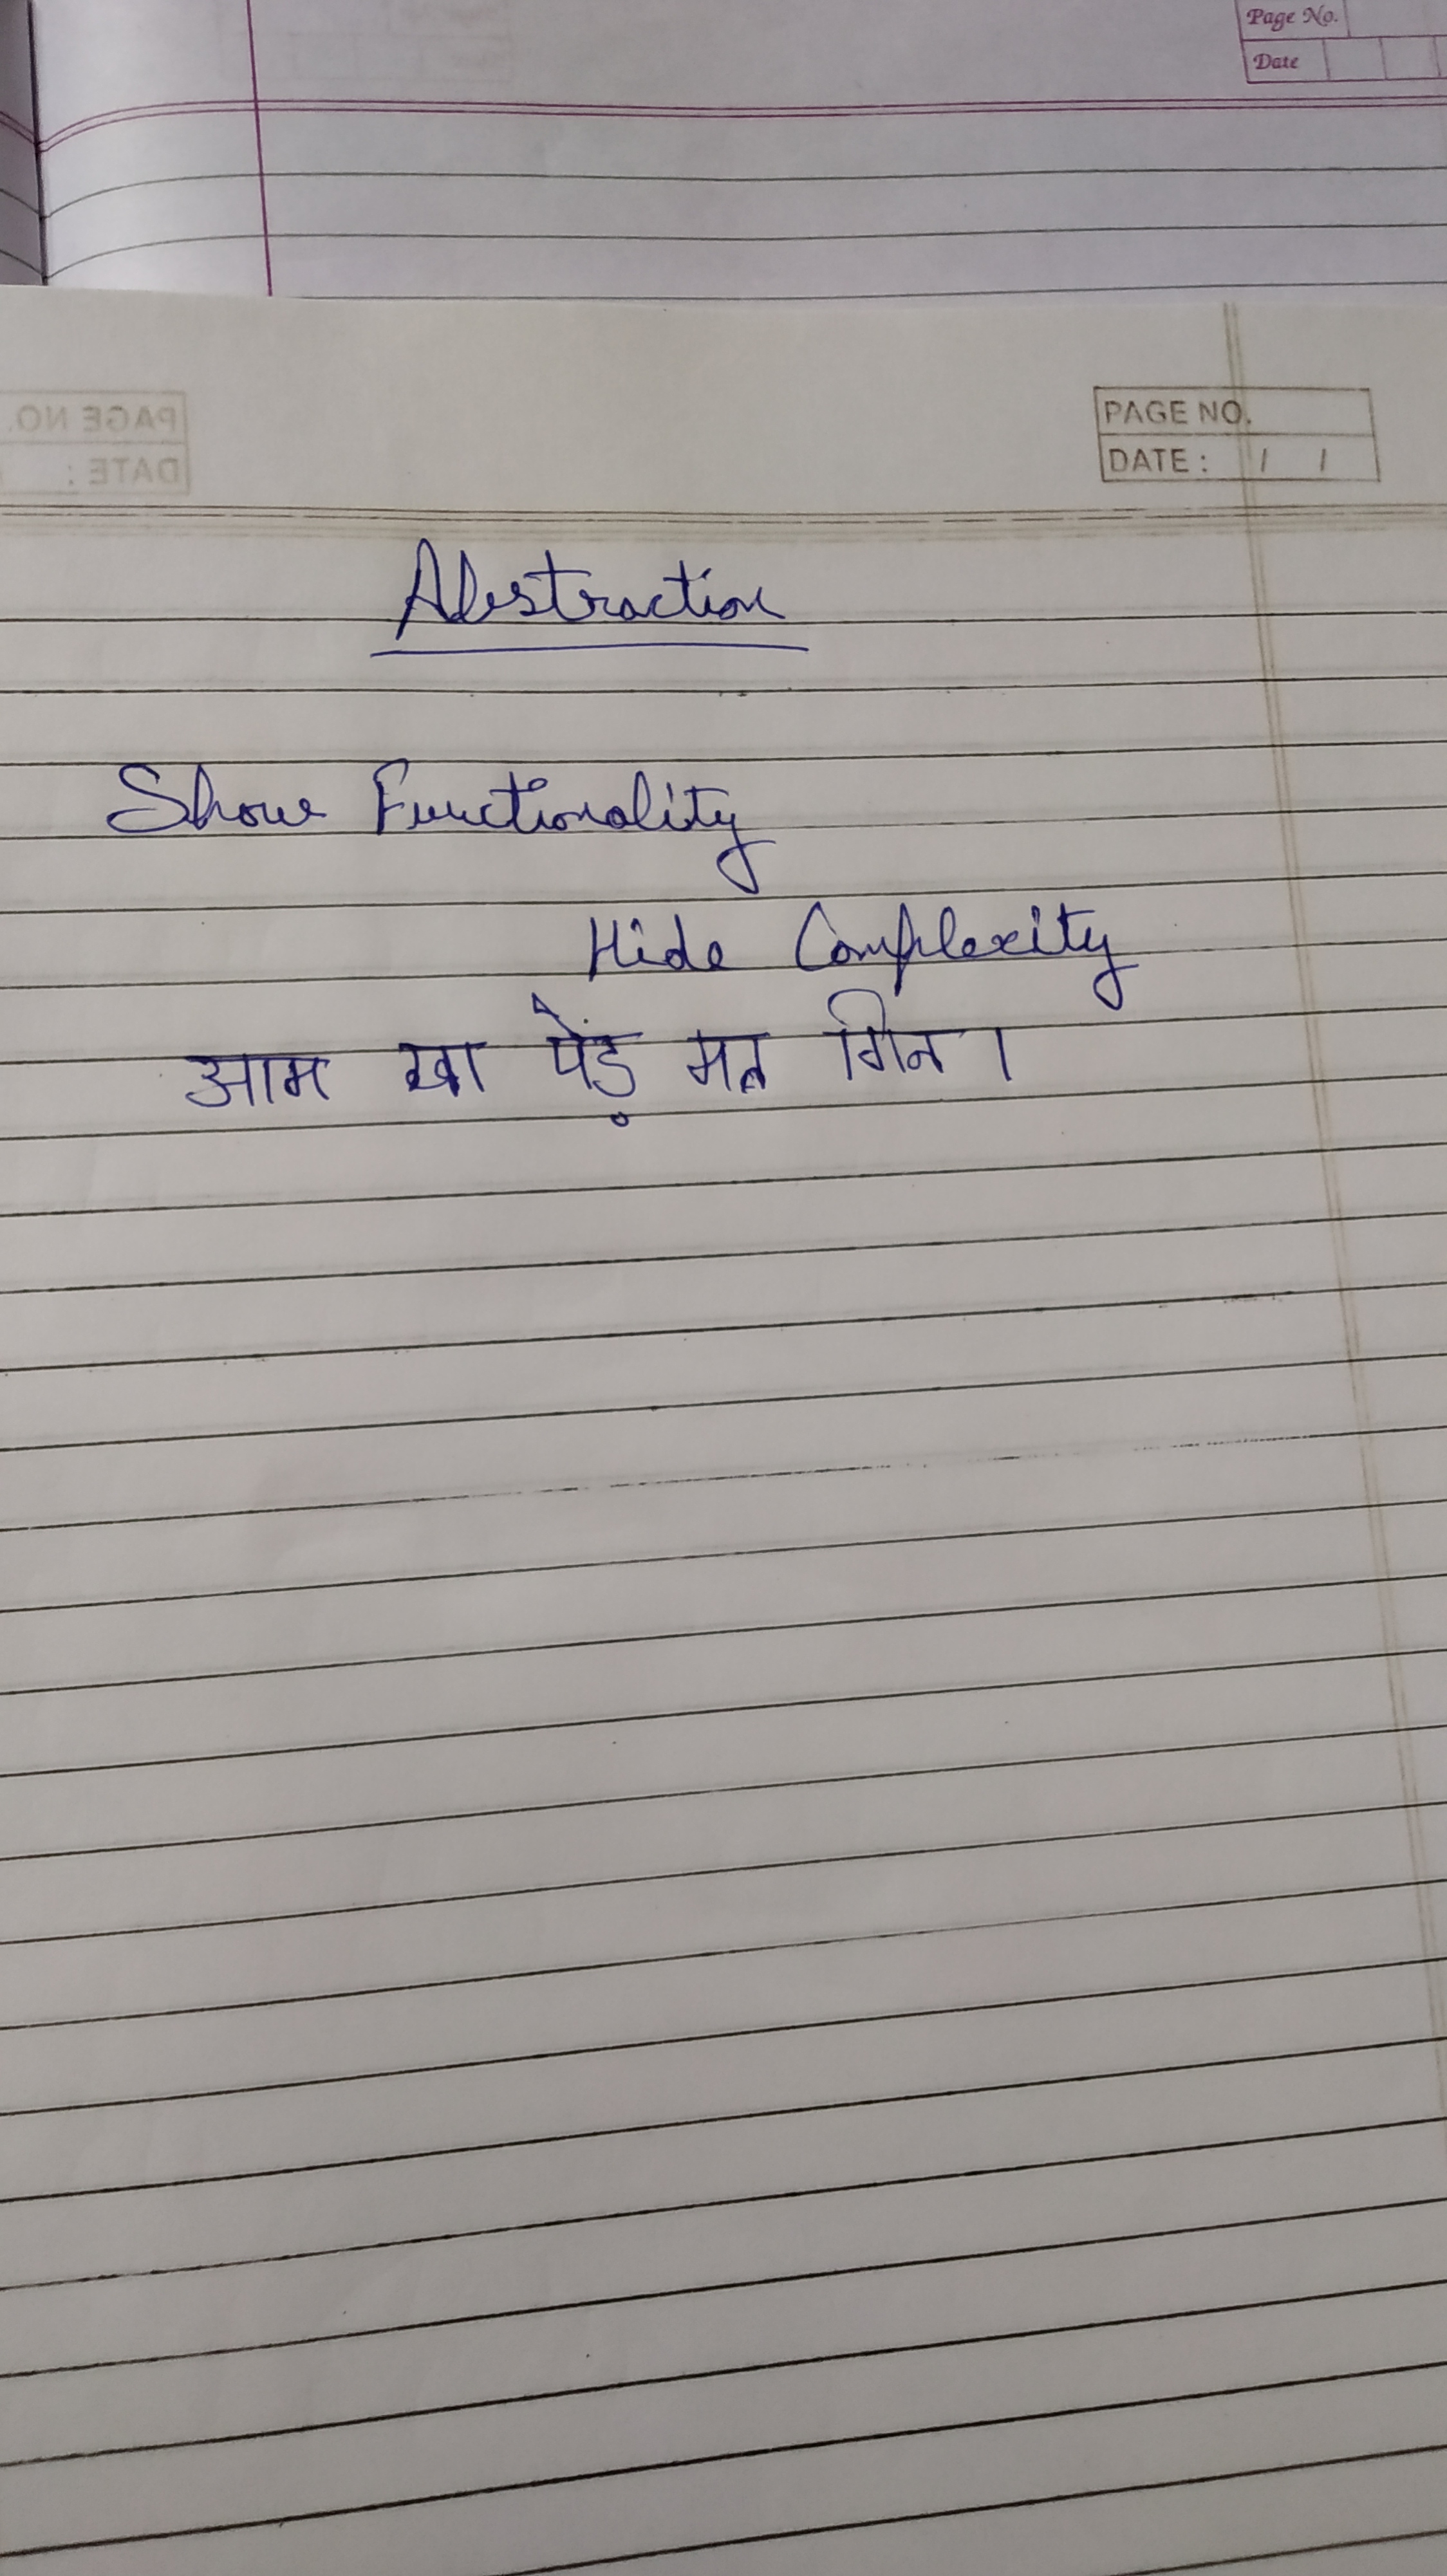 Page No.
Date
PAGE NO.
DATE : / /
PAGE NO.
DATE :
Abstraction
Show Functionality
Hide Complexity
आम खा पेड़ मत गिन।